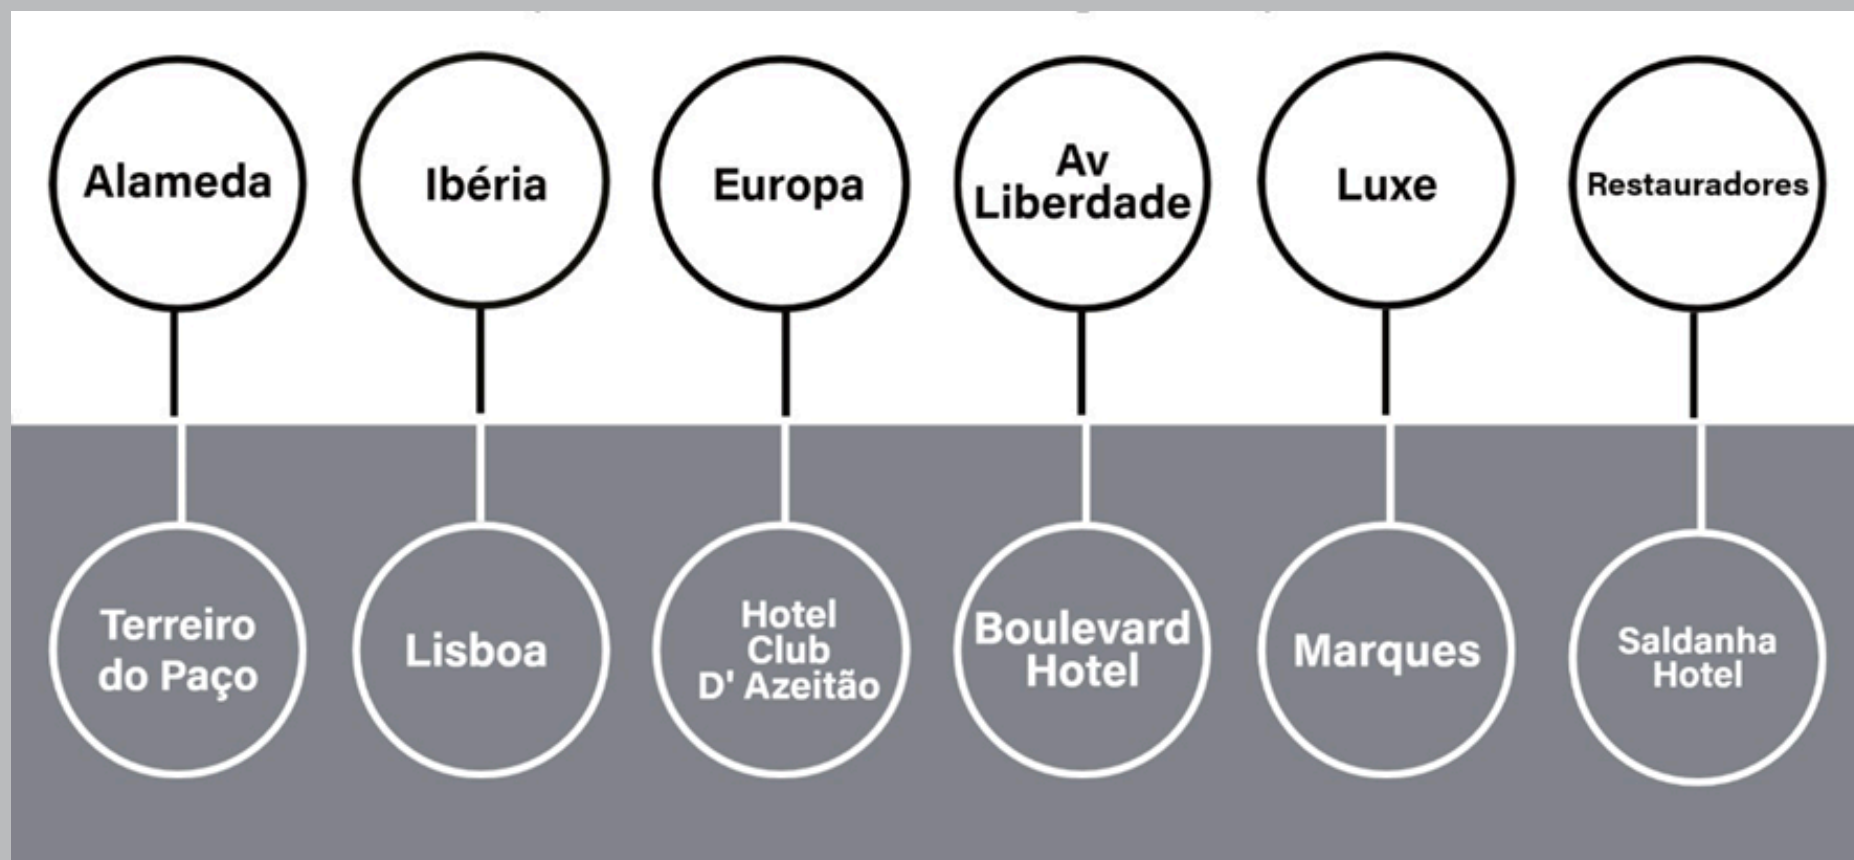 Alameda
Ibéria
Europa
Av
Liberdade
Luxe
Restauradores
Terreiro
do Paço
Lisboa
Hotel
Club
D' Azeitão
Boulevard
Hotel
Marques
Saldanha
Hotel